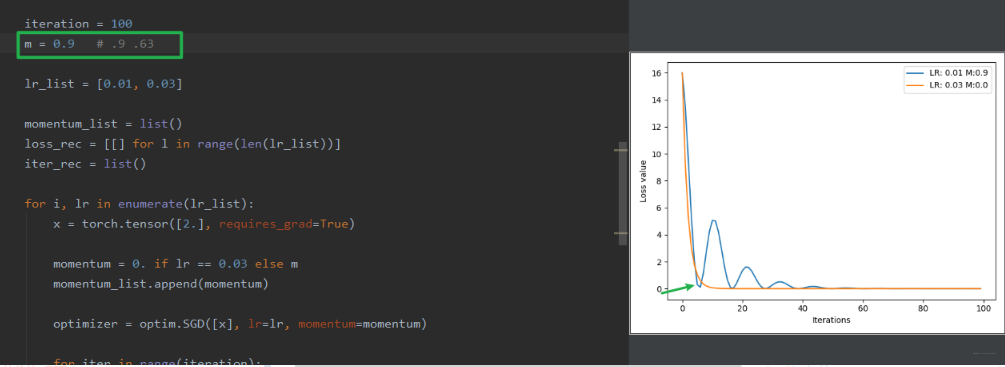 iteration = 100
m = 0.9   # .9 .63
lr_list = [0.01, 0.03]
momentum_list = list()
loss_rec = [[] for l in range(len(lr_list))]
iter_rec = list()
for i, lr in enumerate(lr_list):
x = torch.tensor([2.], requires_grad=True)
momentum = 0. if lr == 0.03 else m
momentum_list.append(momentum)
optimizer = optim.SGD([x], lr=lr, momentum=momentum)
for iter in range(iteration):
LR: 0.01 M:0.9
LR: 0.03 M:0.0
Loss value
16
14
12
10
8
6
4
2
0
0 20 40 60 80 100
Iterations